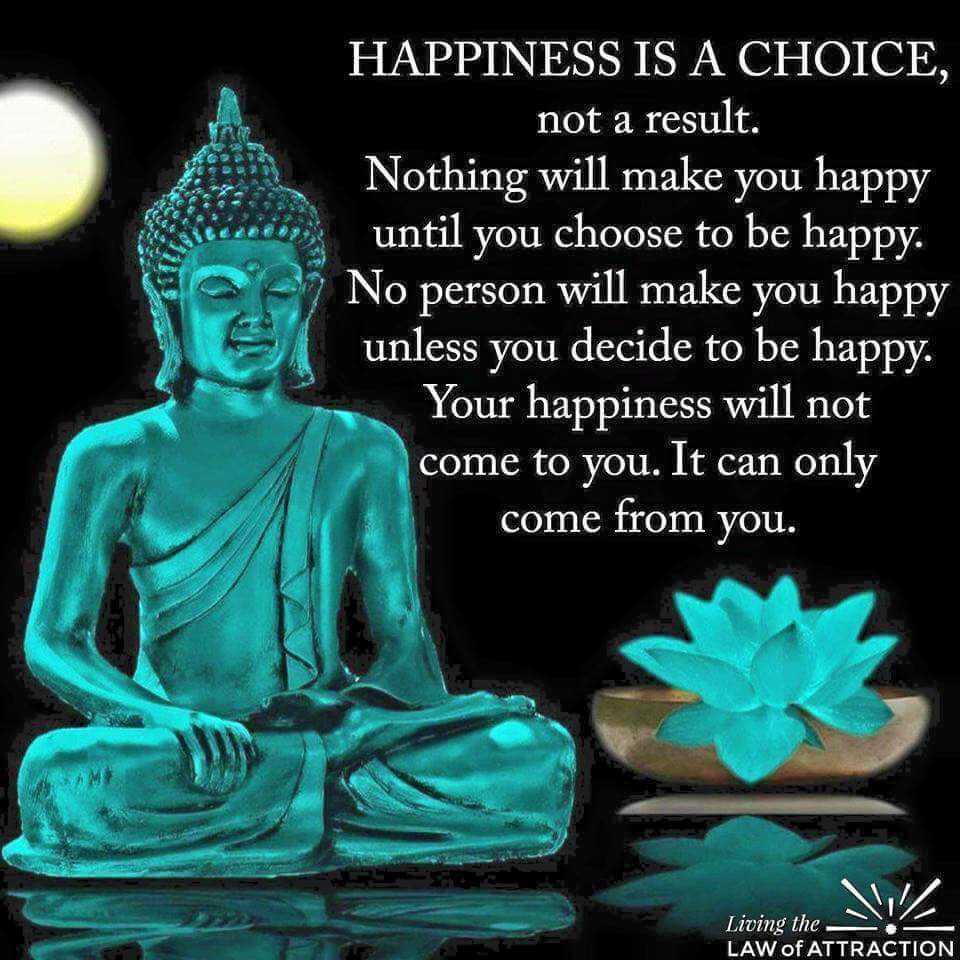 HAPPINESS IS A CHOICE,
not a result.
Nothing will make you happy
until you choose to be happy.
No person will make you happy
unless you decide to be happy.
Your happiness will not
come to you. It can only
come from you.
Living the
LAW of ATTRACTION